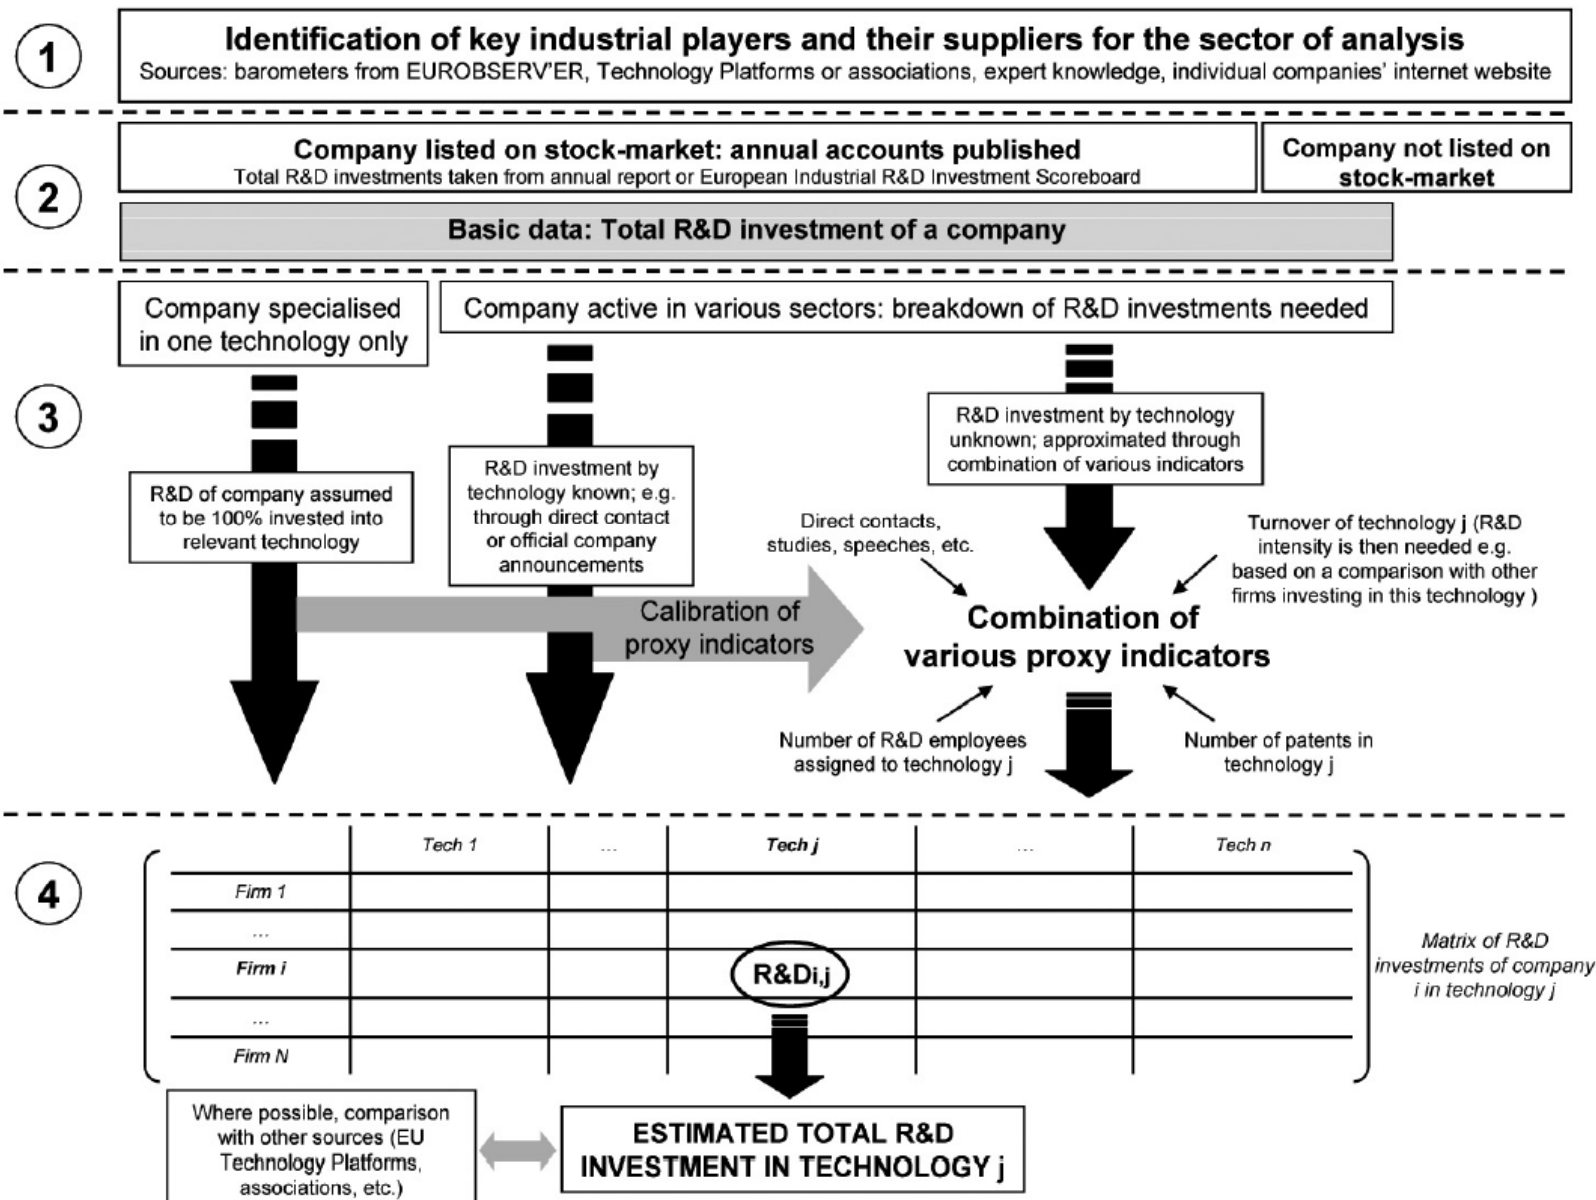 1
Identification of key industrial players and their suppliers for the sector of analysis
Sources: barometers from EUROBSERV'ER, Technology Platforms or associations, expert knowledge, individual companies' internet website
2
Company listed on stock-market: annual accounts published
Total R&D investments taken from annual report or European Industrial R&D Investment Scoreboard
Company not listed on
stock-market
Basic data: Total R&D investment of a company
3
Company specialised
in one technology only
Company active in various sectors: breakdown of R&D investments needed
R&D of company assumed
to be 100% invested into
relevant technology
R&D investment by
technology known; e.g.
through direct contact
or official company
announcements
R&D investment by technology
unknown; approximated through
combination of various indicators
Calibration of
proxy indicators
Direct contacts,
studies, speeches, etc.
Turnover of technology j (R&D
intensity is then needed e.g.
based on a comparison with other
firms investing in this technology )
Combination of
various proxy indicators
Number of R&D employees
assigned to technology j
Number of patents in
technology j
4
Tech 1 ... Tech j ... Tech n
Firm 1
...
Firm i
R&Di,j
...
Firm N
Matrix of R&D
investments of company
i in technology j
Where possible, comparison
with other sources (EU
Technology Platforms,
associations, etc.)
ESTIMATED TOTAL R&D
INVESTMENT IN TECHNOLOGY j